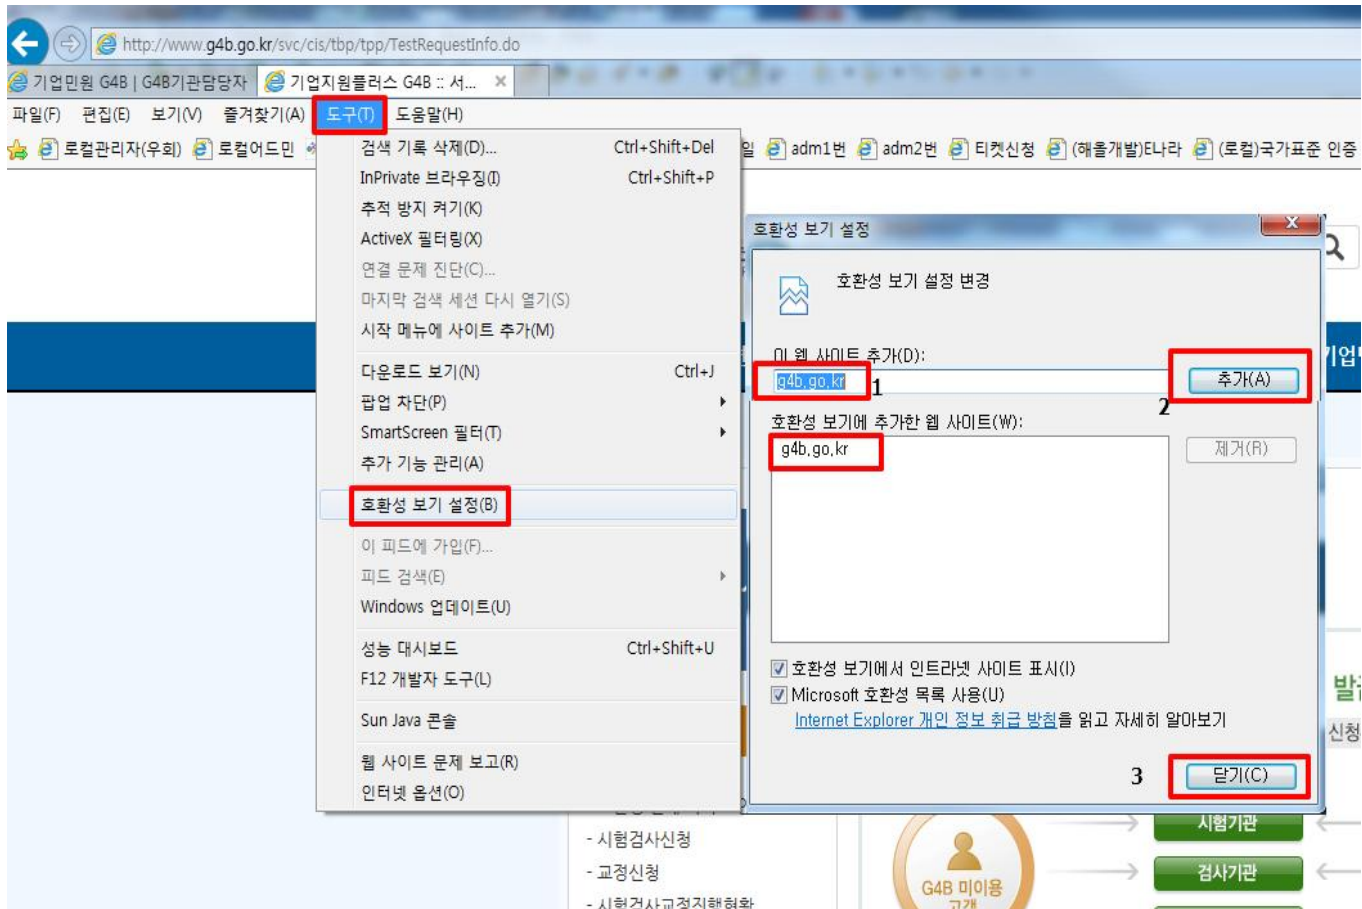 http://www.g4b.go.kr/svc/cis/tbp/tpp/TestRequestInfo.do
기업민원 G4B | G4B기관담당자
기업지원플러스 G4B :: 서...
파일(F) 편집(E) 보기(V) 즐겨찾기(A) 도구(T) 도움말(H)
로컬관리자(우회) 로컬어드민
일 adm1번 adm2번 티켓신청 (해올개발)E나라 (로컬)국가표준 인증
검색 기록 삭제(D)... Ctrl+Shift+Del
InPrivate 브라우징(I) Ctrl+Shift+P
추적 방지 켜기(K)
ActiveX 필터링(X)
연결 문제 진단(C)...
마지막 검색 세션 다시 열기(S)
시작 메뉴에 사이트 추가(M)
다운로드 보기(N) Ctrl+J
팝업 차단(P)
SmartScreen 필터(T)
추가 기능 관리(A)
호환성 보기 설정(B)
이 피드에 가입(F)...
피드 검색(E)
Windows 업데이트(U)
성능 대시보드 Ctrl+Shift+U
F12 개발자 도구(L)
Sun Java 콘솔
웹 사이트 문제 보고(R)
인터넷 옵션(O)
호환성 보기 설정
호환성 보기 설정 변경
이 웹 사이트 추가(D):
g4b.go.kr 1
추가(A)
2
호환성 보기에 추가한 웹 사이트(W):
g4b.go.kr
제거(R)
호환성 보기에서 인트라넷 사이트 표시(I)
Microsoft 호환성 목록 사용(U)
Internet Explorer 개인 정보 취급 방침을 읽고 자세히 알아보기
3 닫기(C)
신청
- 시험검사신청
- 교정신청
- 시험검사교정진행현황
G4B 미이용
고객
시험기관
검사기관